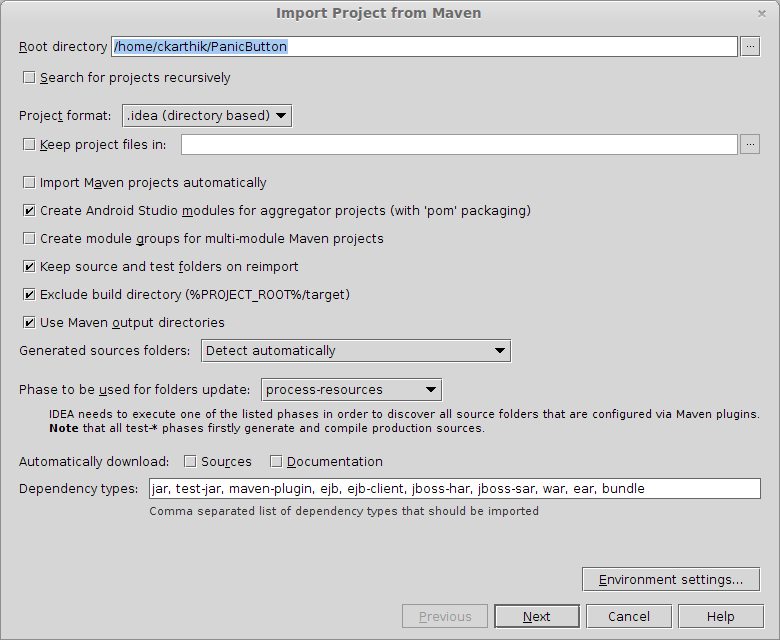 Import Project from Maven
Root directory /home/ckarthik/PanicButton ...
Search for projects recursively
Project format: .idea (directory based)
Keep project files in: ...
Import Maven projects automatically
Create Android Studio modules for aggregator projects (with 'pom' packaging)
Create module groups for multi-module Maven projects
Keep source and test folders on reimport
Exclude build directory (%PROJECT_ROOT%/target)
Use Maven output directories
Generated sources folders: Detect automatically
Phase to be used for folders update: process-resources
IDEA needs to execute one of the listed phases in order to discover all source folders that are configured via Maven plugins.
Note that all test-* phases firstly generate and compile production sources.
Automatically download: Sources Documentation
Dependency types: jar, test-jar, maven-plugin, ejb, ejb-client, jboss-har, jboss-sar, war, ear, bundle
Comma separated list of dependency types that should be imported
Environment settings...
Previous Next Cancel Help